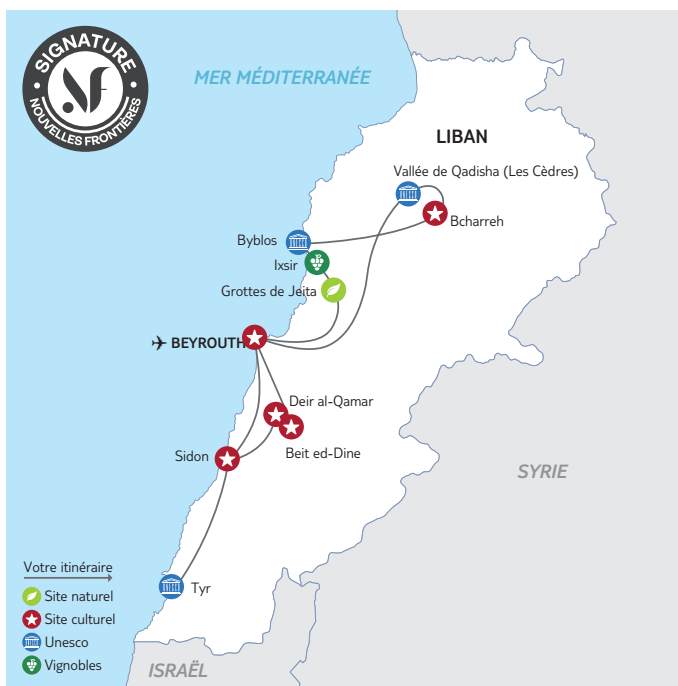 SIGNATURE
NF
NOUVELLES FRONTIÈRES
MER MÉDITERRANÉE
LIBAN
Vallée de Qadisha (Les Cèdres)
Bcharreh
Byblos
Ixsir
Grottes de Jeita
BEYROUTH
Deir al-Qamar
Beit ed-Dine
Sidon
SYRIE
Tyr
Votre itinéraire
Site naturel
Site culturel
Unesco
Vignobles
ISRAËL